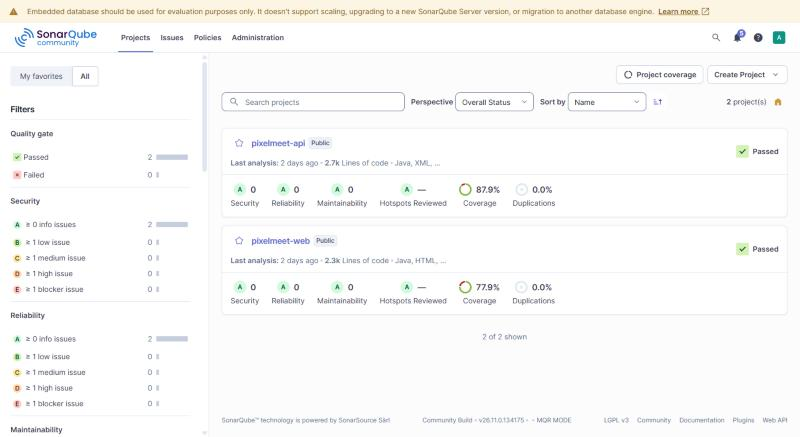 Embedded database should be used for evaluation purposes only. It doesn't support scaling, upgrading to a new SonarQube Server version, or migration to another database engine. Learn more
SonarQube community
Projects Issues Policies Administration
5
A
My favorites All
Filters
Quality gate
Passed 2
Failed 0
Security
A ≥ 0 info issues 2
B ≥ 1 low issue 0
C ≥ 1 medium issue 0
D ≥ 1 high issue 0
E ≥ 1 blocker issue 0
Reliability
A ≥ 0 info issues 2
B ≥ 1 low issue 0
C ≥ 1 medium issue 0
D ≥ 1 high issue 0
E ≥ 1 blocker issue 0
Maintainability
Project coverage Create Project
Search projects Perspective Overall Status Sort by Name 2 project(s)
pixelmeet-api Public
Passed
Last analysis: 2 days ago · 2.7k Lines of code · Java, XML, ...
A 0 A 0 A 0 A — 87.9% 0.0%
Security Reliability Maintainability Hotspots Reviewed Coverage Duplications
pixelmeet-web Public
Passed
Last analysis: 2 days ago · 2.3k Lines of code · Java, HTML, ...
A 0 A 0 A 0 A — 77.9% 0.0%
Security Reliability Maintainability Hotspots Reviewed Coverage Duplications
2 of 2 shown
SonarQube™ technology is powered by SonarSource Sàrl Community Build - v26.11.0.134175 - - MQR MODE LGPL v3 Community Documentation Plugins Web API